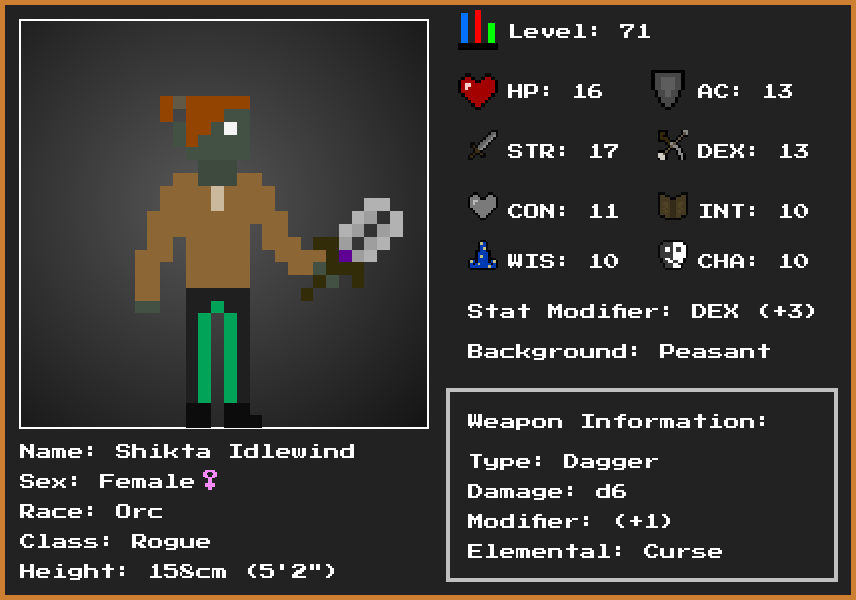 Level: 71
HP: 16 AC: 13
STR: 17 DEX: 13
CON: 11 INT: 10
WIS: 10 CHA: 10
Stat Modifier: DEX (+3)
Background: Peasant
Weapon Information:
Type: Dagger
Damage: d6
Modifier: (+1)
Elemental: Curse
Name: Shikta Idlewind
Sex: Female♀
Race: Orc
Class: Rogue
Height: 158cm (5'2")